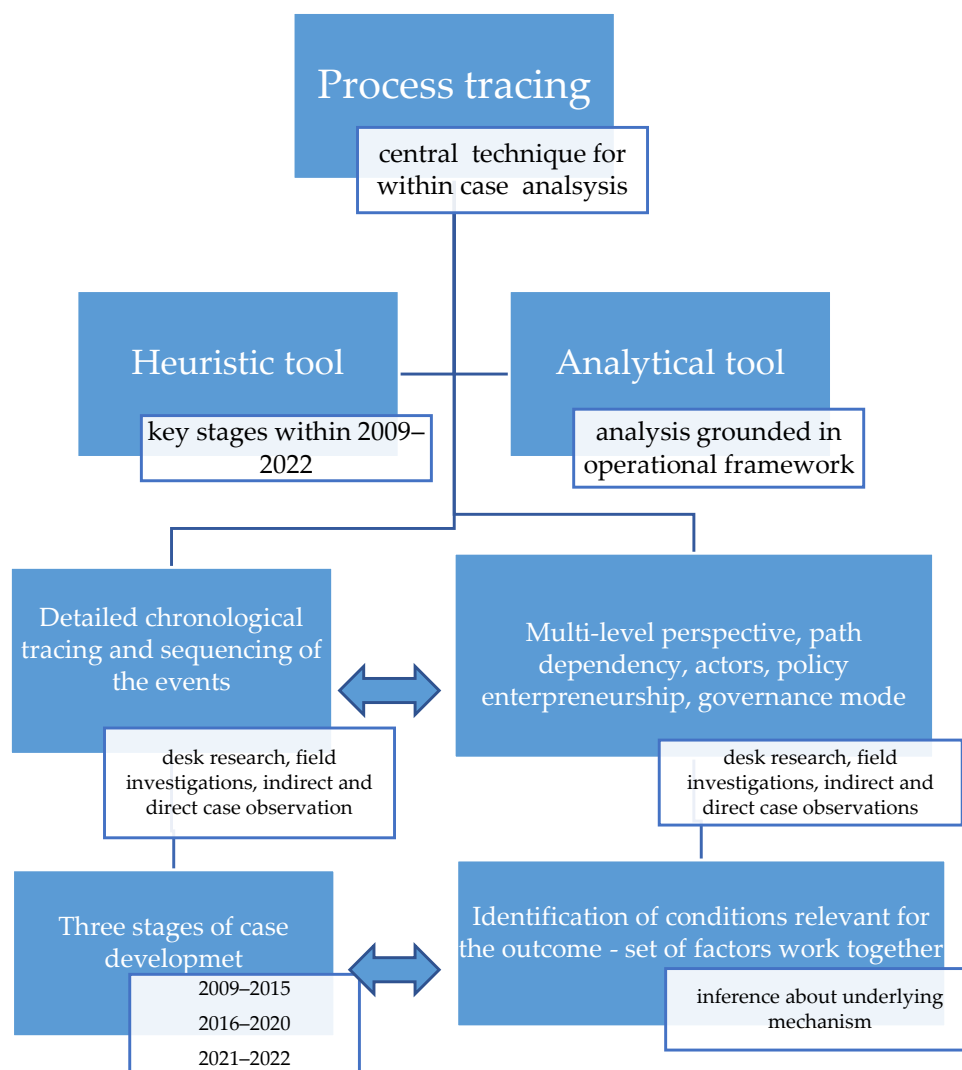 Process tracing
central technique for
within case analsysis
Heuristic tool
key stages within 2009–
2022
Analytical tool
analysis grounded in
operational framework
Detailed chronological
tracing and sequencing of
the events
desk research, field
investigations, indirect and
direct case observation
Multi-level perspective, path
dependency, actors, policy
enterpreneurship, governance mode
desk research, field
investigations, indirect and
direct case observations
Three stages of case
developmet
2009–2015
2016–2020
2021–2022
Identification of conditions relevant for
the outcome - set of factors work together
inference about underlying
mechanism